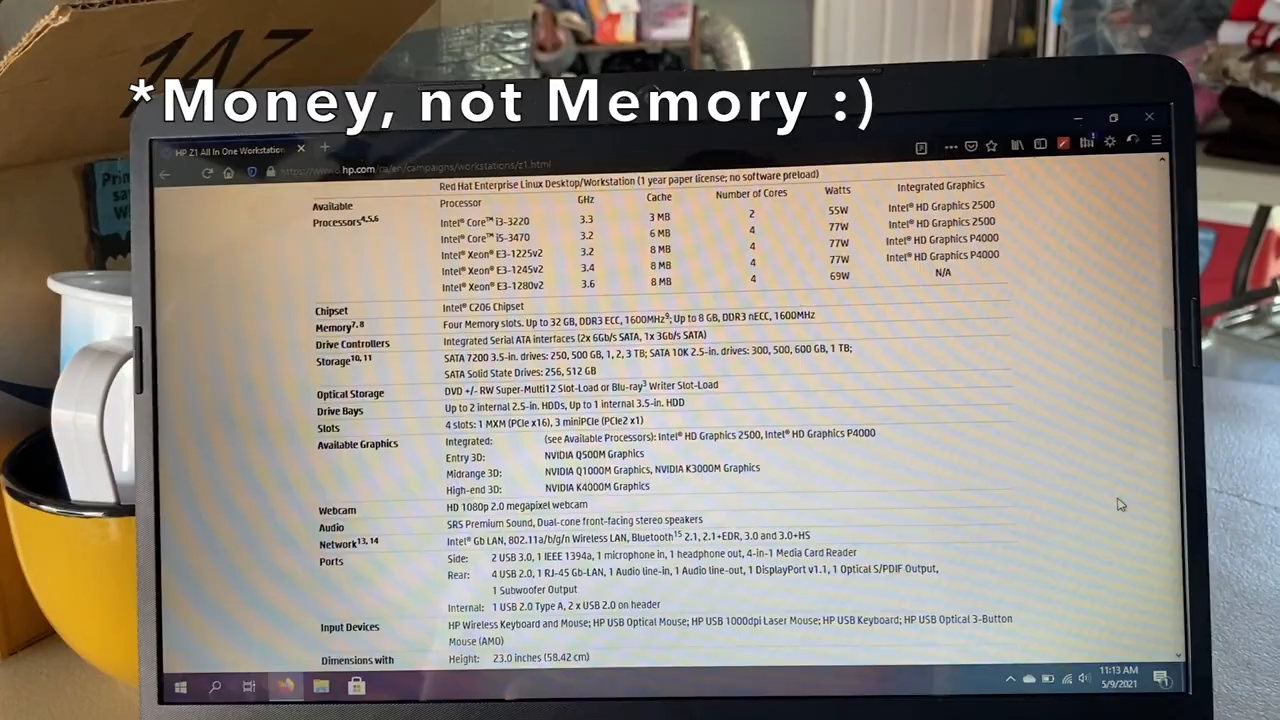 147
*Money, not Memory :)
HP Z1 All In One Workstation
hp.com/ca/en/campaigns/workstations/z1.html
Red Hat Enterprise Linux Desktop/Workstation (1 year paper license; no software preload)
Available Processors4,5,6
Processor GHz Cache Number of Cores Watts Integrated Graphics
Intel® Core™ i3-3220 3.3 3 MB 2 55W Intel® HD Graphics 2500
Intel® Core™ i5-3470 3.2 6 MB 4 77W Intel® HD Graphics 2500
Intel® Xeon® E3-1225v2 3.2 8 MB 4 77W Intel® HD Graphics P4000
Intel® Xeon® E3-1245v2 3.4 8 MB 4 77W Intel® HD Graphics P4000
Intel® Xeon® E3-1280v2 3.6 8 MB 4 69W N/A
Chipset Intel® C206 Chipset
Memory7, 8 Four Memory slots. Up to 32 GB, DDR3 ECC, 1600MHz9; Up to 8 GB, DDR3 nECC, 1600MHz
Drive Controllers Integrated Serial ATA interfaces (2x 6Gb/s SATA, 1x 3Gb/s SATA)
Storage10, 11 SATA 7200 3.5-in. drives: 250, 500 GB, 1, 2, 3 TB; SATA 10K 2.5-in. drives: 300, 500, 600 GB, 1 TB;
SATA Solid State Drives: 256, 512 GB
Optical Storage DVD +/- RW Super-Multi12 Slot-Load or Blu-ray3 Writer Slot-Load
Drive Bays Up to 2 internal 2.5-in. HDDs, Up to 1 internal 3.5-in. HDD
Slots 4 slots: 1 MXM (PCIe x16), 3 miniPCIe (PCIe2 x1)
Available Graphics Integrated: (see Available Processors): Intel® HD Graphics 2500, Intel® HD Graphics P4000
Entry 3D: NVIDIA Q500M Graphics
Midrange 3D: NVIDIA Q1000M Graphics, NVIDIA K3000M Graphics
High-end 3D: NVIDIA K4000M Graphics
Webcam HD 1080p 2.0 megapixel webcam
Audio SRS Premium Sound, Dual-cone front-facing stereo speakers
Network13, 14 Intel® Gb LAN, 802.11a/b/g/n Wireless LAN, Bluetooth15 2.1, 2.1+EDR, 3.0 and 3.0+HS
Ports Side: 2 USB 3.0, 1 IEEE 1394a, 1 microphone in, 1 headphone out, 4-in-1 Media Card Reader
Rear: 4 USB 2.0, 1 RJ-45 Gb-LAN, 1 Audio line-in, 1 Audio line-out, 1 DisplayPort v1.1, 1 Optical S/PDIF Output,
1 Subwoofer Output
Internal: 1 USB 2.0 Type A, 2 x USB 2.0 on header
Input Devices HP Wireless Keyboard and Mouse; HP USB Optical Mouse; HP USB 1000dpi Laser Mouse; HP USB Keyboard; HP USB Optical 3-Button
Mouse (AMO)
Dimensions with Height: 23.0 inches (58.42 cm)
11:13 AM
5/9/2021